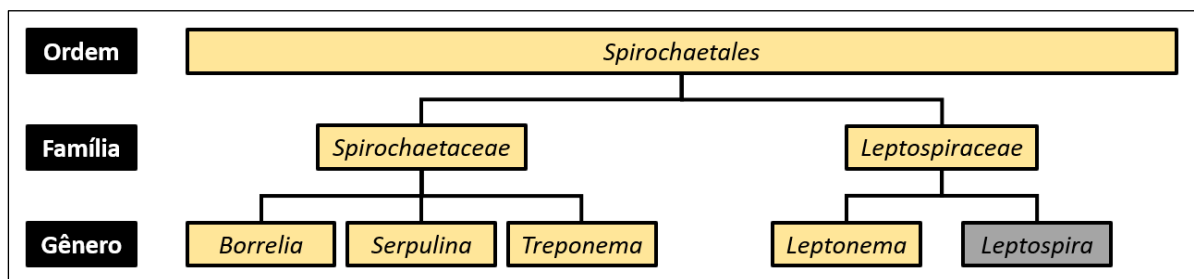 Ordem
Spirochaetales
Família
Spirochaetaceae
Leptospiraceae
Gênero
Borrelia
Serpulina
Treponema
Leptonema
Leptospira